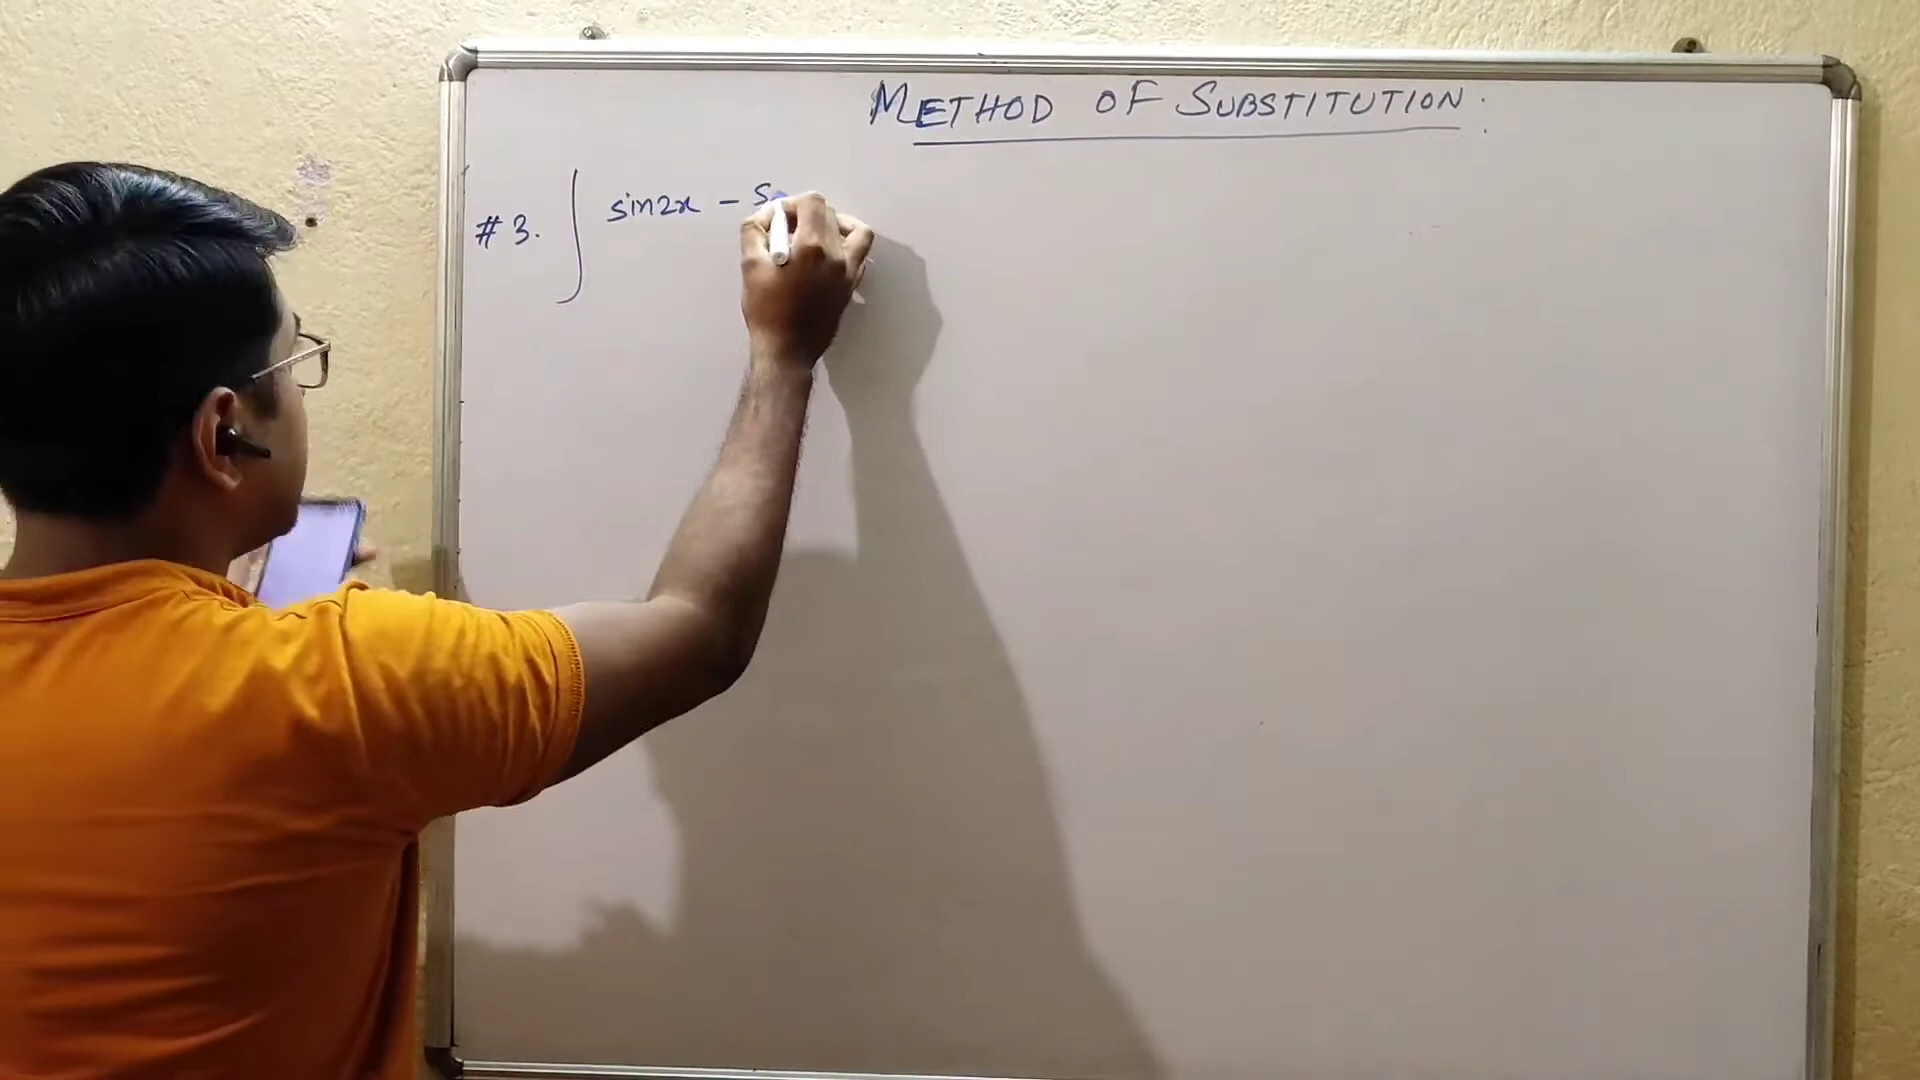 METHOD OF SUBSTITUTION.
# 3. ∫ sin2x - S